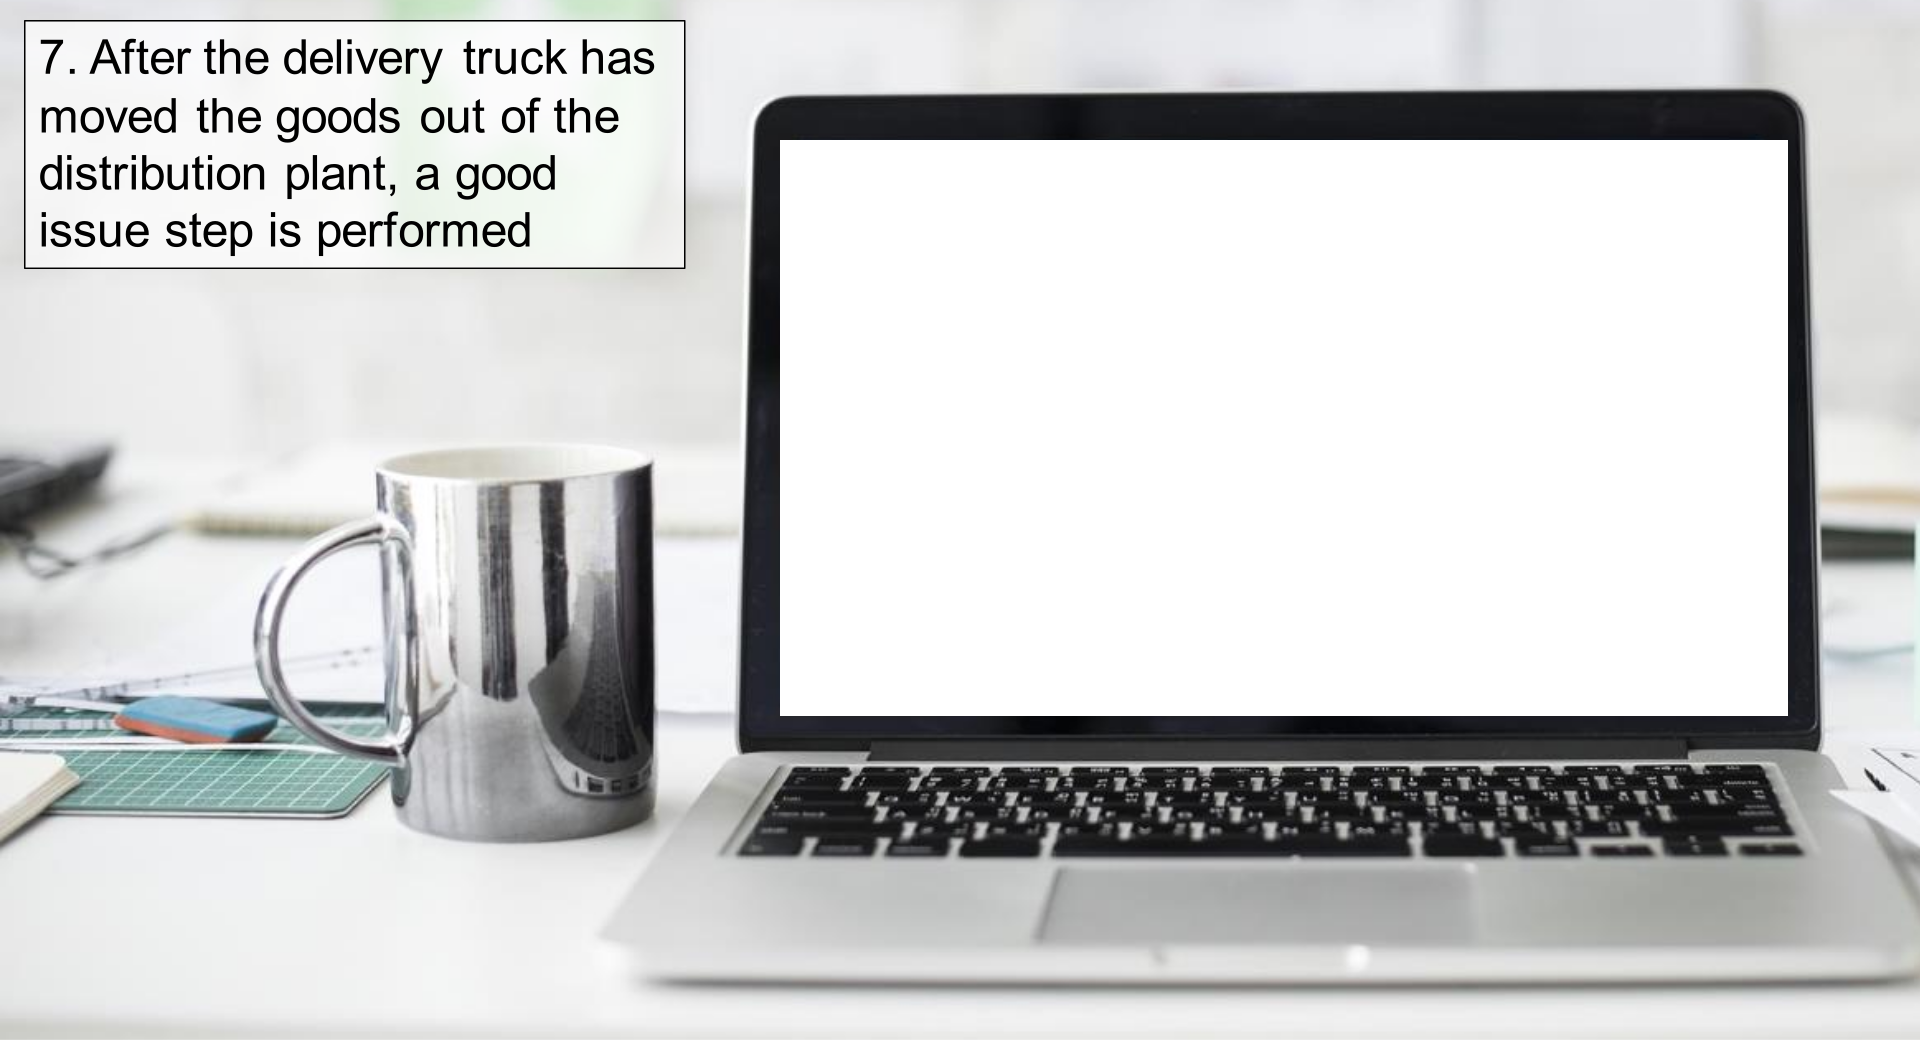 7. After the delivery truck has
moved the goods out of the
distribution plant, a good
issue step is performed